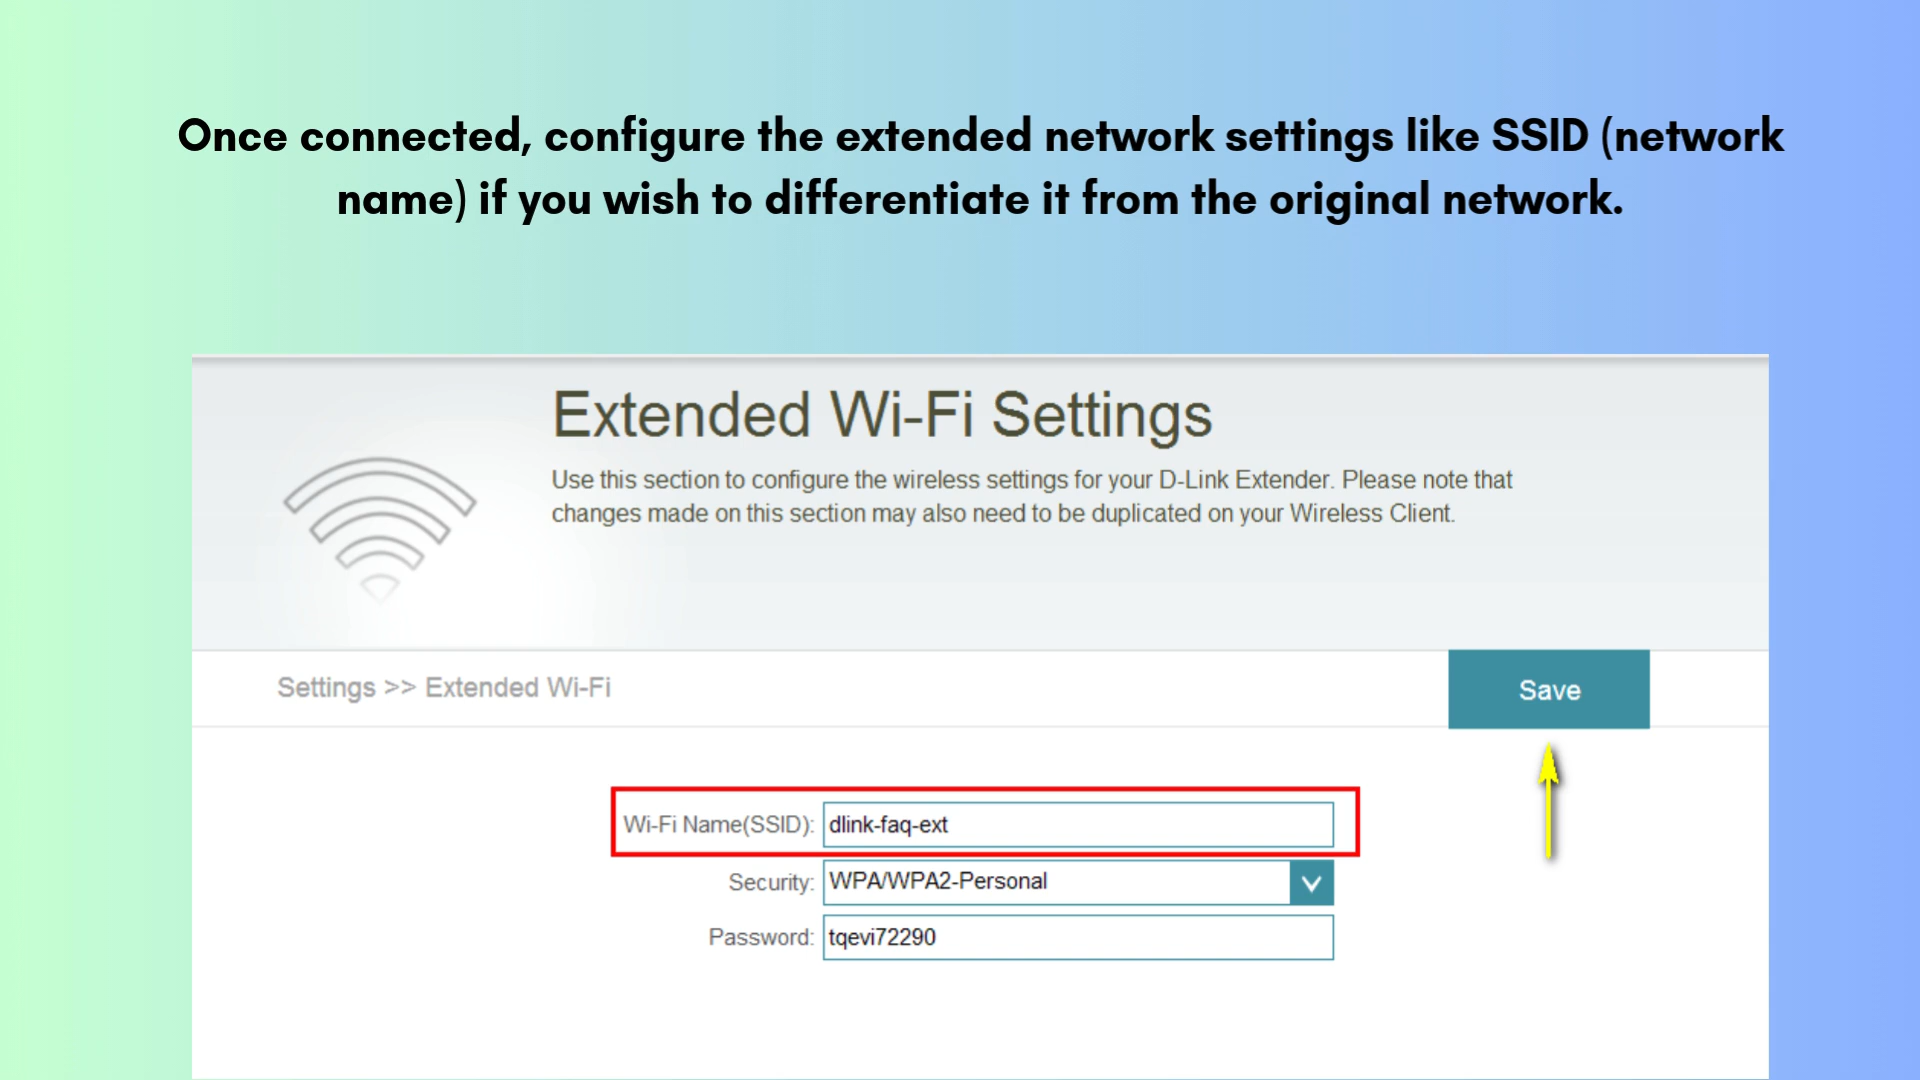 Once connected, configure the extended network settings like SSID (network
name) if you wish to differentiate it from the original network.
Extended Wi-Fi Settings
Use this section to configure the wireless settings for your D-Link Extender. Please note that
changes made on this section may also need to be duplicated on your Wireless Client.
Settings >> Extended Wi-Fi
Save
Wi-Fi Name(SSID): dlink-faq-ext
Security: WPA/WPA2-Personal
Password: tqevi72290